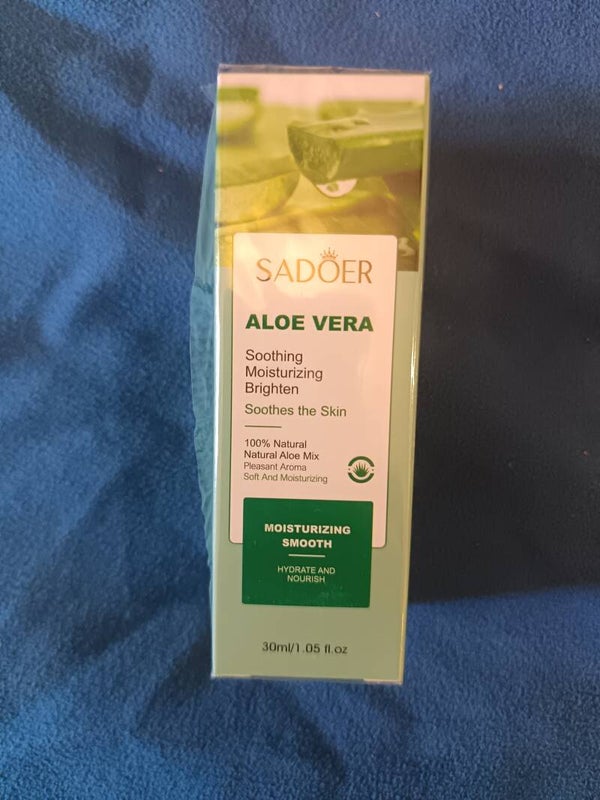 SADOER
ALOE VERA
Soothing
Moisturizing
Brighten
Soothes the Skin
100% Natural
Natural Aloe Mix
Pleasant Aroma
Soft And Moisturizing
MOISTURIZING
SMOOTH
HYDRATE AND
NOURISH
30ml/1.05 fl.oz